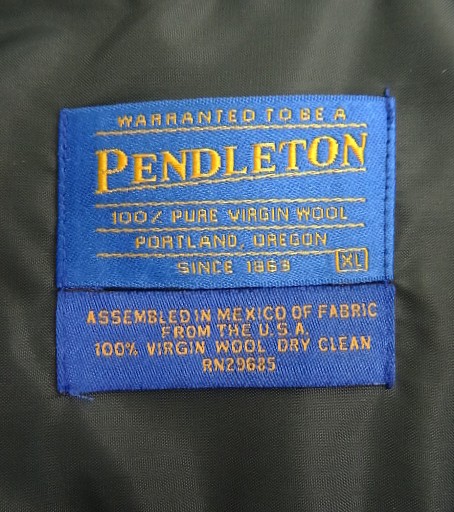 WARRANTED TO BE A
PENDLETON
100% PURE VIRGIN WOOL
PORTLAND, OREGON
SINCE 1863 XL
ASSEMBLED IN MEXICO OF FABRIC
FROM THE U.S.A.
100% VIRGIN WOOL DRY CLEAN
RN29685